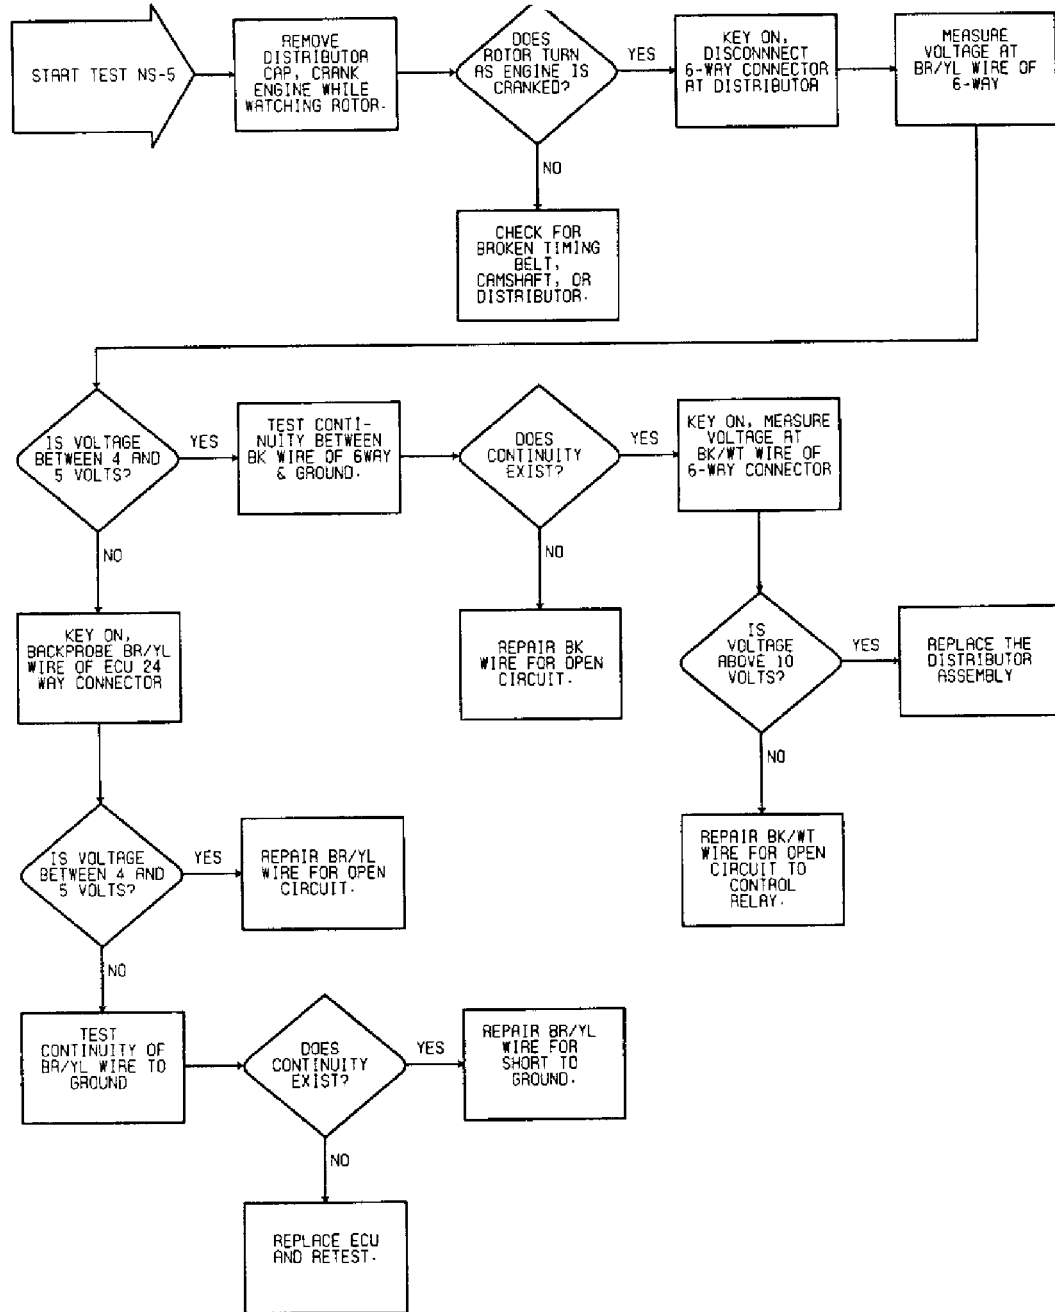 START TEST NS-5
REMOVE
DISTRIBUTOR
CAP, CRANK
ENGINE WHILE
WATCHING ROTOR.
DOES
ROTOR TURN
AS ENGINE IS
CRANKED?
YES
KEY ON,
DISCONNNECT
6-WAY CONNECTOR
AT DISTRIBUTOR
MEASURE
VOLTAGE AT
BR/YL WIRE OF
6-WAY
NO
CHECK FOR
BROKEN TIMING
BELT,
CAMSHAFT, OR
DISTRIBUTOR.
IS VOLTAGE
BETWEEN 4 AND
5 VOLTS?
YES
TEST CONTI-
NUITY BETWEEN
BK WIRE OF 6WAY
& GROUND.
DOES
CONTINUITY
EXIST?
YES
KEY ON, MEASURE
VOLTAGE AT
BK/WT WIRE OF
6-WAY CONNECTOR
NO
NO
KEY ON,
BACKPROBE BR/YL
WIRE OF ECU 24
WAY CONNECTOR
REPAIR BK
WIRE FOR OPEN
CIRCUIT.
IS
VOLTAGE
ABOVE 10
VOLTS?
YES
REPLACE THE
DISTRIBUTOR
ASSEMBLY
NO
IS VOLTAGE
BETWEEN 4 AND
5 VOLTS?
YES
REPAIR BR/YL
WIRE FOR OPEN
CIRCUIT.
REPAIR BK/WT
WIRE FOR OPEN
CIRCUIT TO
CONTROL
RELAY.
NO
TEST
CONTINUITY OF
BR/YL WIRE TO
GROUND
DOES
CONTINUITY
EXIST?
YES
REPAIR BR/YL
WIRE FOR
SHORT TO
GROUND.
NO
REPLACE ECU
AND RETEST.